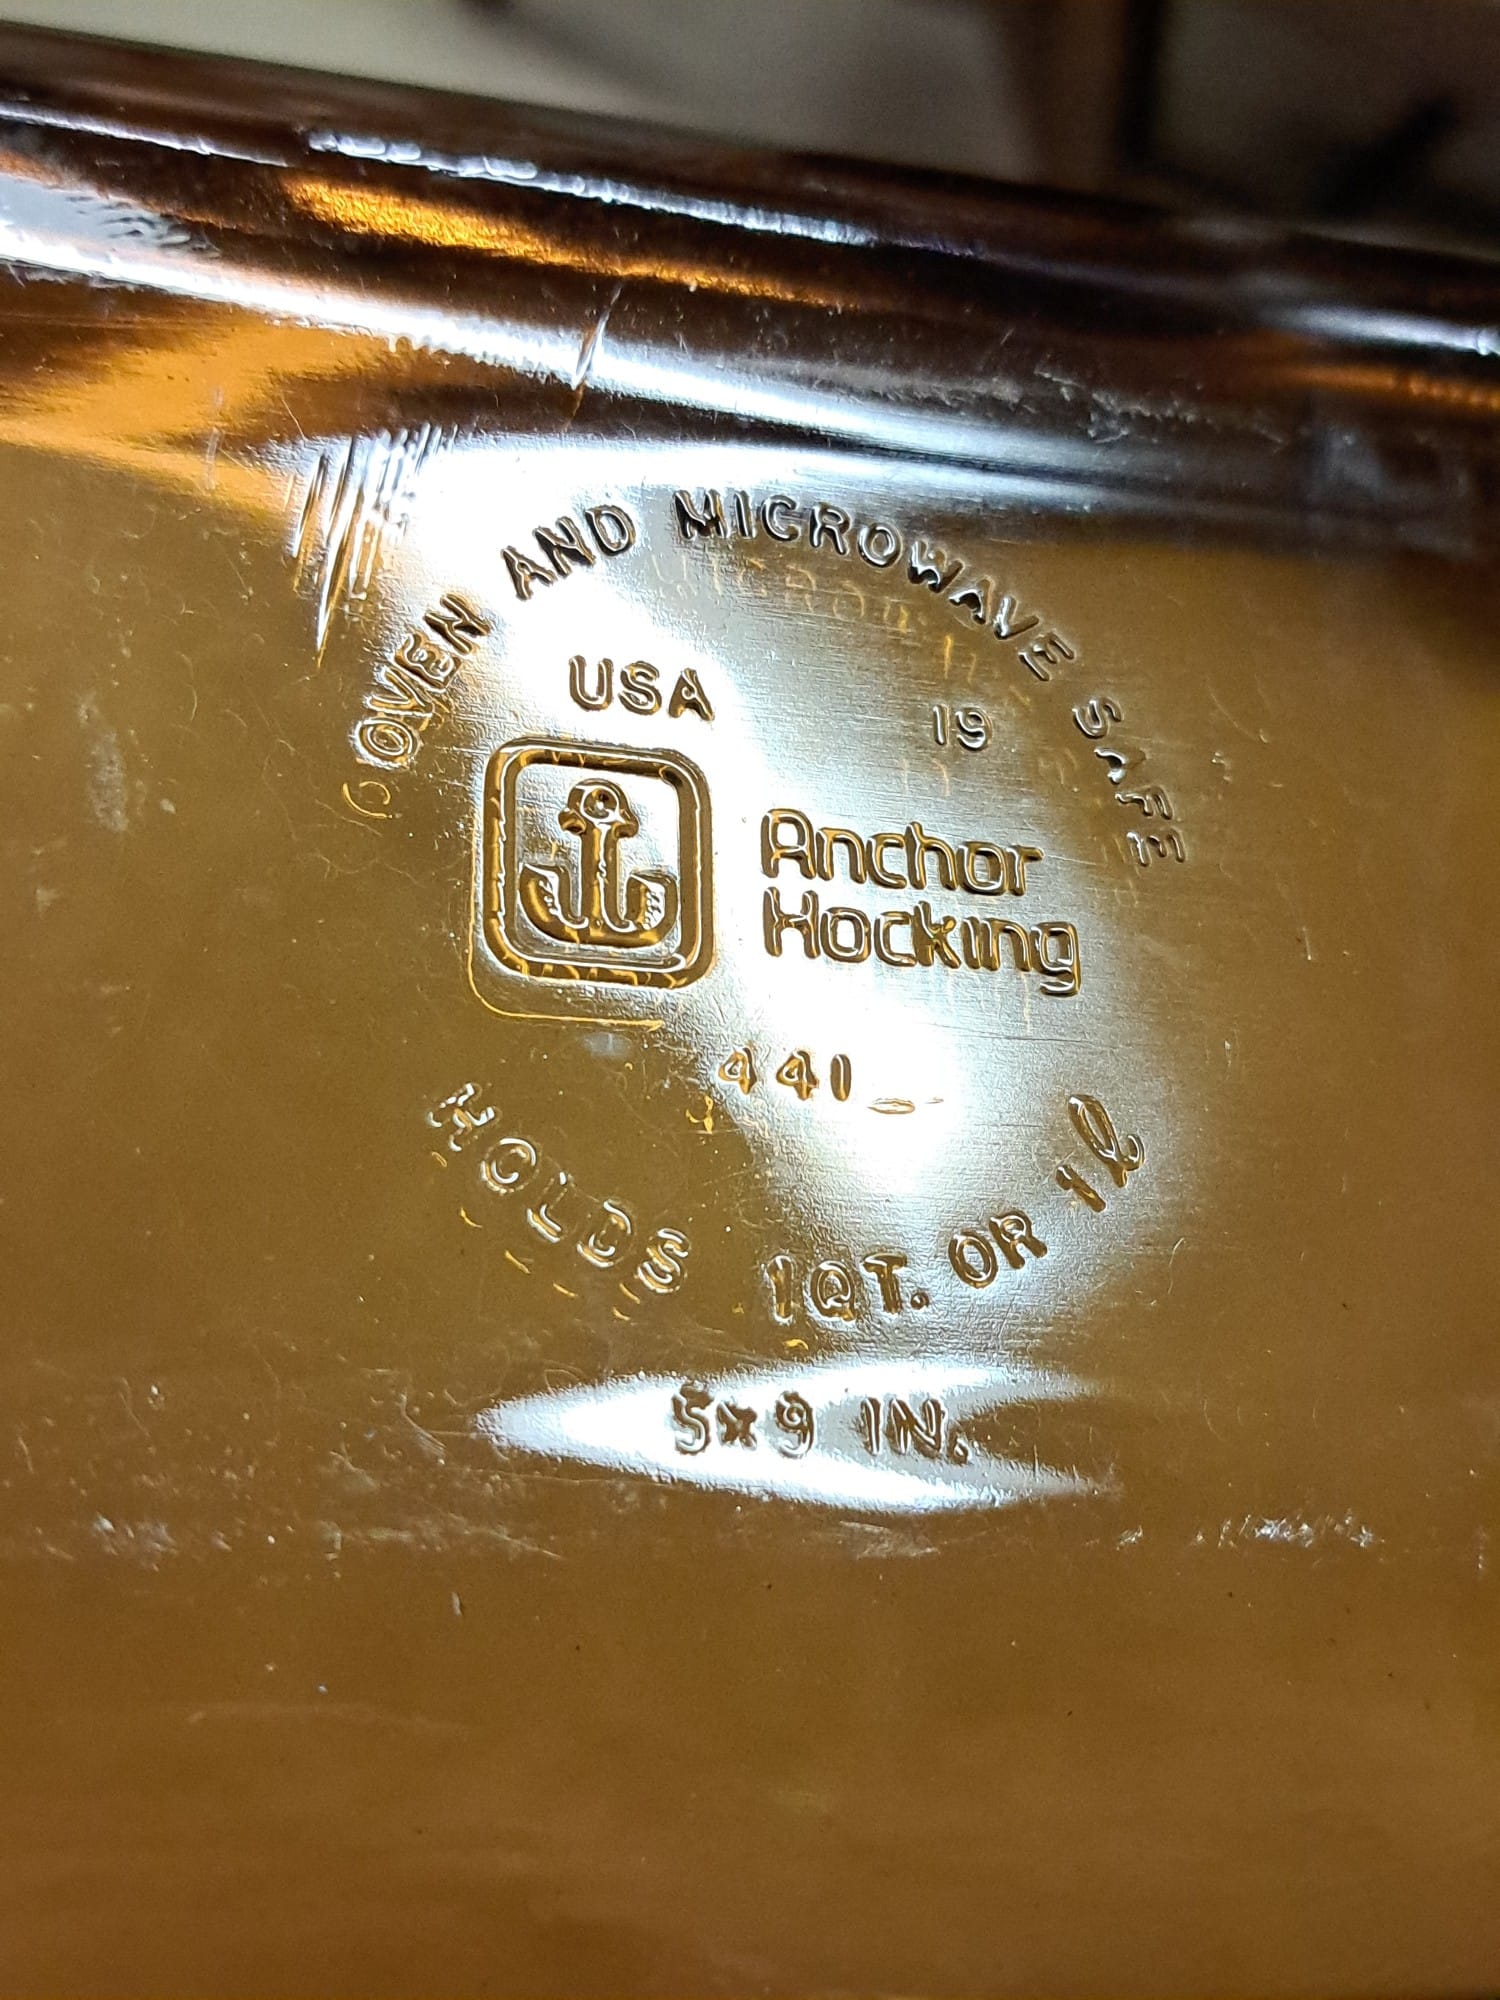 OVEN AND MICROWAVE SAFE
USA
19
Anchor
Hocking
441
HOLDS 1QT. OR 1ℓ
5x9 IN.